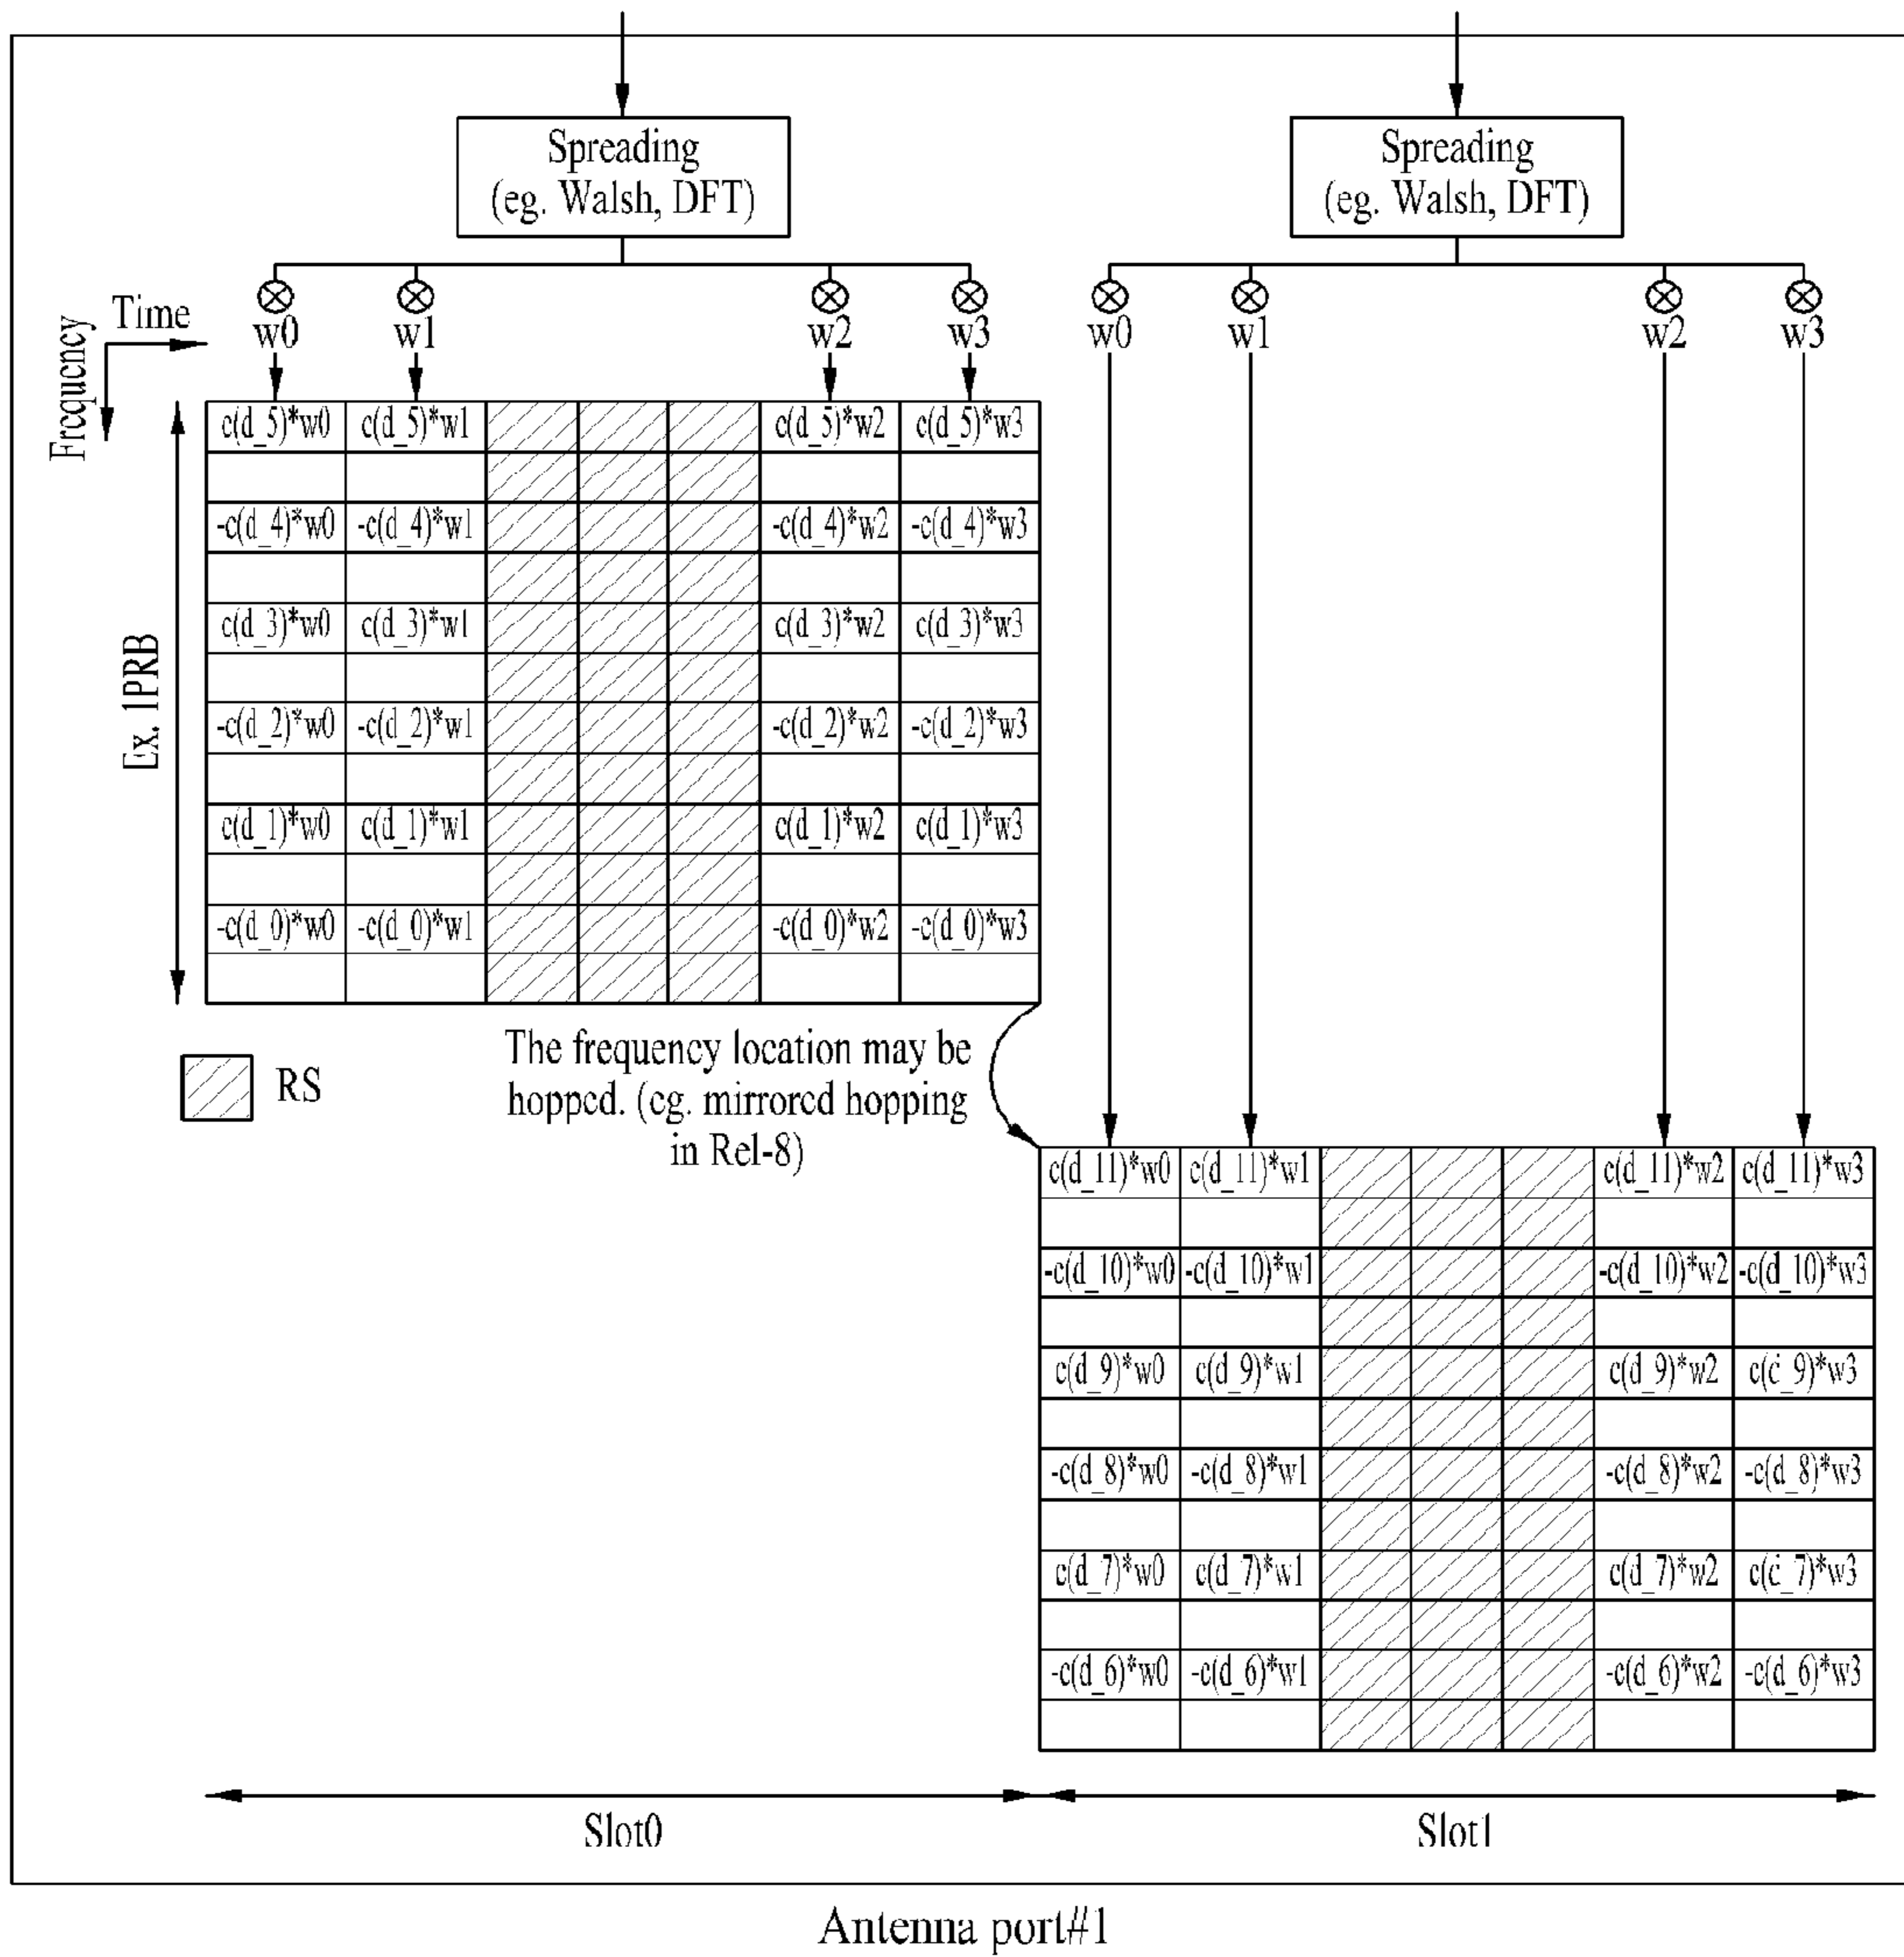 Spreading
(eg. Walsh, DFT)
Spreading
(eg. Walsh, DFT)
Time
Frequency
w0 w1 w2 w3 w0 w1 w2 w3
Ex. 1PRB
c(d_5)*w0 c(d_5)*w1 c(d_5)*w2 c(d_5)*w3
-c(d_4)*w0 -c(d_4)*w1 -c(d_4)*w2 -c(d_4)*w3
c(d_3)*w0 c(d_3)*w1 c(d_3)*w2 c(d_3)*w3
-c(d_2)*w0 -c(d_2)*w1 -c(d_2)*w2 -c(d_2)*w3
c(d_1)*w0 c(d_1)*w1 c(d_1)*w2 c(d_1)*w3
-c(d_0)*w0 -c(d_0)*w1 -c(d_0)*w2 -c(d_0)*w3
RS
The frequency location may be
hopped. (eg. mirrored hopping
in Rel-8)
c(d_11)*w0 c(d_11)*w1 c(d_11)*w2 c(d_11)*w3
-c(d_10)*w0 -c(d_10)*w1 -c(d_10)*w2 -c(d_10)*w3
c(d_9)*w0 c(d_9)*w1 c(d_9)*w2 c(d_9)*w3
-c(d_8)*w0 -c(d_8)*w1 -c(d_8)*w2 -c(d_8)*w3
c(d_7)*w0 c(d_7)*w1 c(d_7)*w2 c(d_7)*w3
-c(d_6)*w0 -c(d_6)*w1 -c(d_6)*w2 -c(d_6)*w3
Slot0 Slot1
Antenna port#1